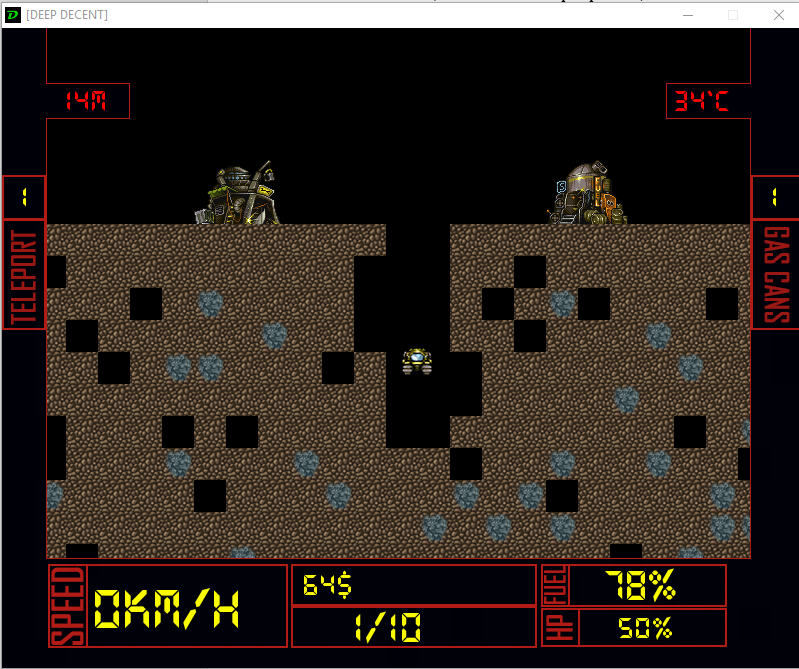 [DEEP DECENT]
14M
34°C
1
1
TELEPORT
GAS CANS
SPEED
0KM/H
64$
1/10
FUEL
78%
HP
50%